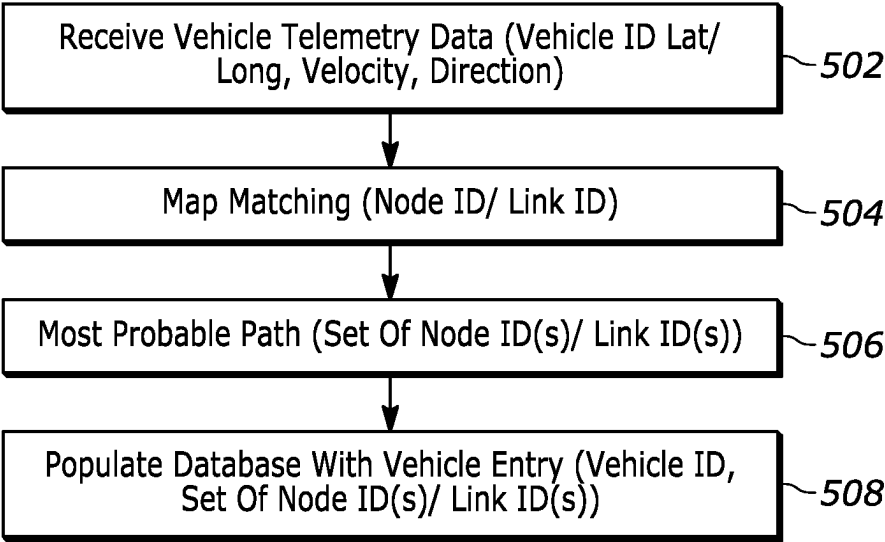 Receive Vehicle Telemetry Data (Vehicle ID Lat/
Long, Velocity, Direction)
502
Map Matching (Node ID/ Link ID)
504
Most Probable Path (Set Of Node ID(s)/ Link ID(s))
506
Populate Database With Vehicle Entry (Vehicle ID,
Set Of Node ID(s)/ Link ID(s))
508